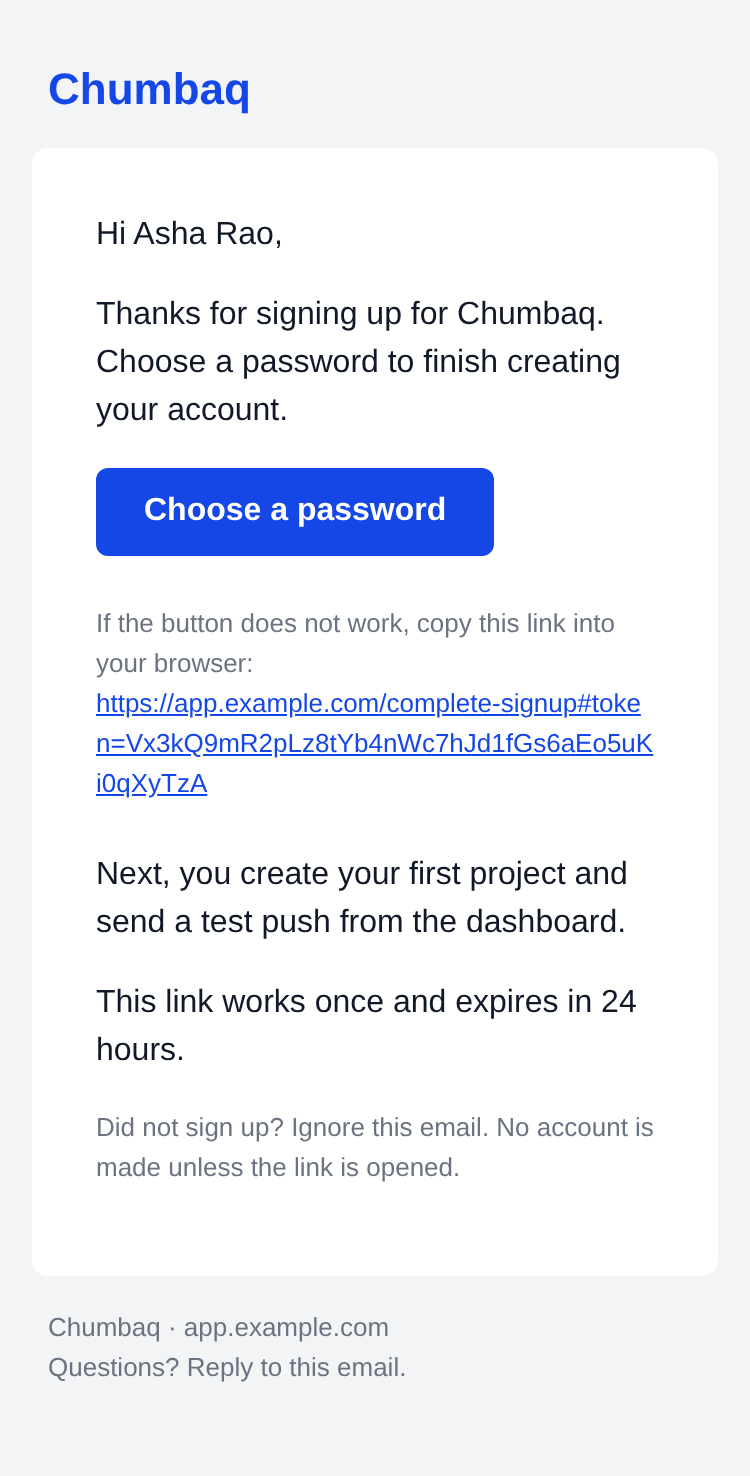 Chumbaq
Hi Asha Rao,
Thanks for signing up for Chumbaq.
Choose a password to finish creating
your account.
Choose a password
If the button does not work, copy this link into
your browser:
https://app.example.com/complete-signup#toke
n=Vx3kQ9mR2pLz8tYb4nWc7hJd1fGs6aEo5uK
i0qXyTzA
Next, you create your first project and
send a test push from the dashboard.
This link works once and expires in 24
hours.
Did not sign up? Ignore this email. No account is
made unless the link is opened.
Chumbaq · app.example.com
Questions? Reply to this email.